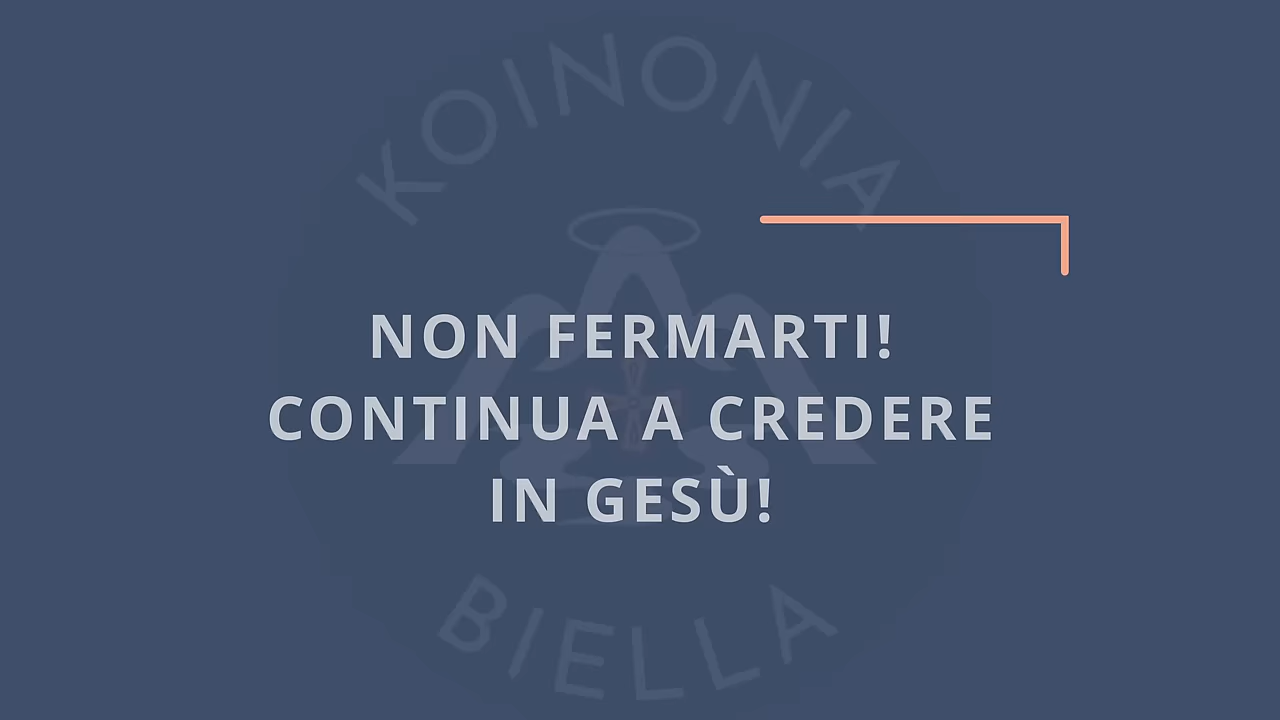 KOINONIA
NON FERMARTI!
CONTINUA A CREDERE
IN GESÙ!
BIELLA